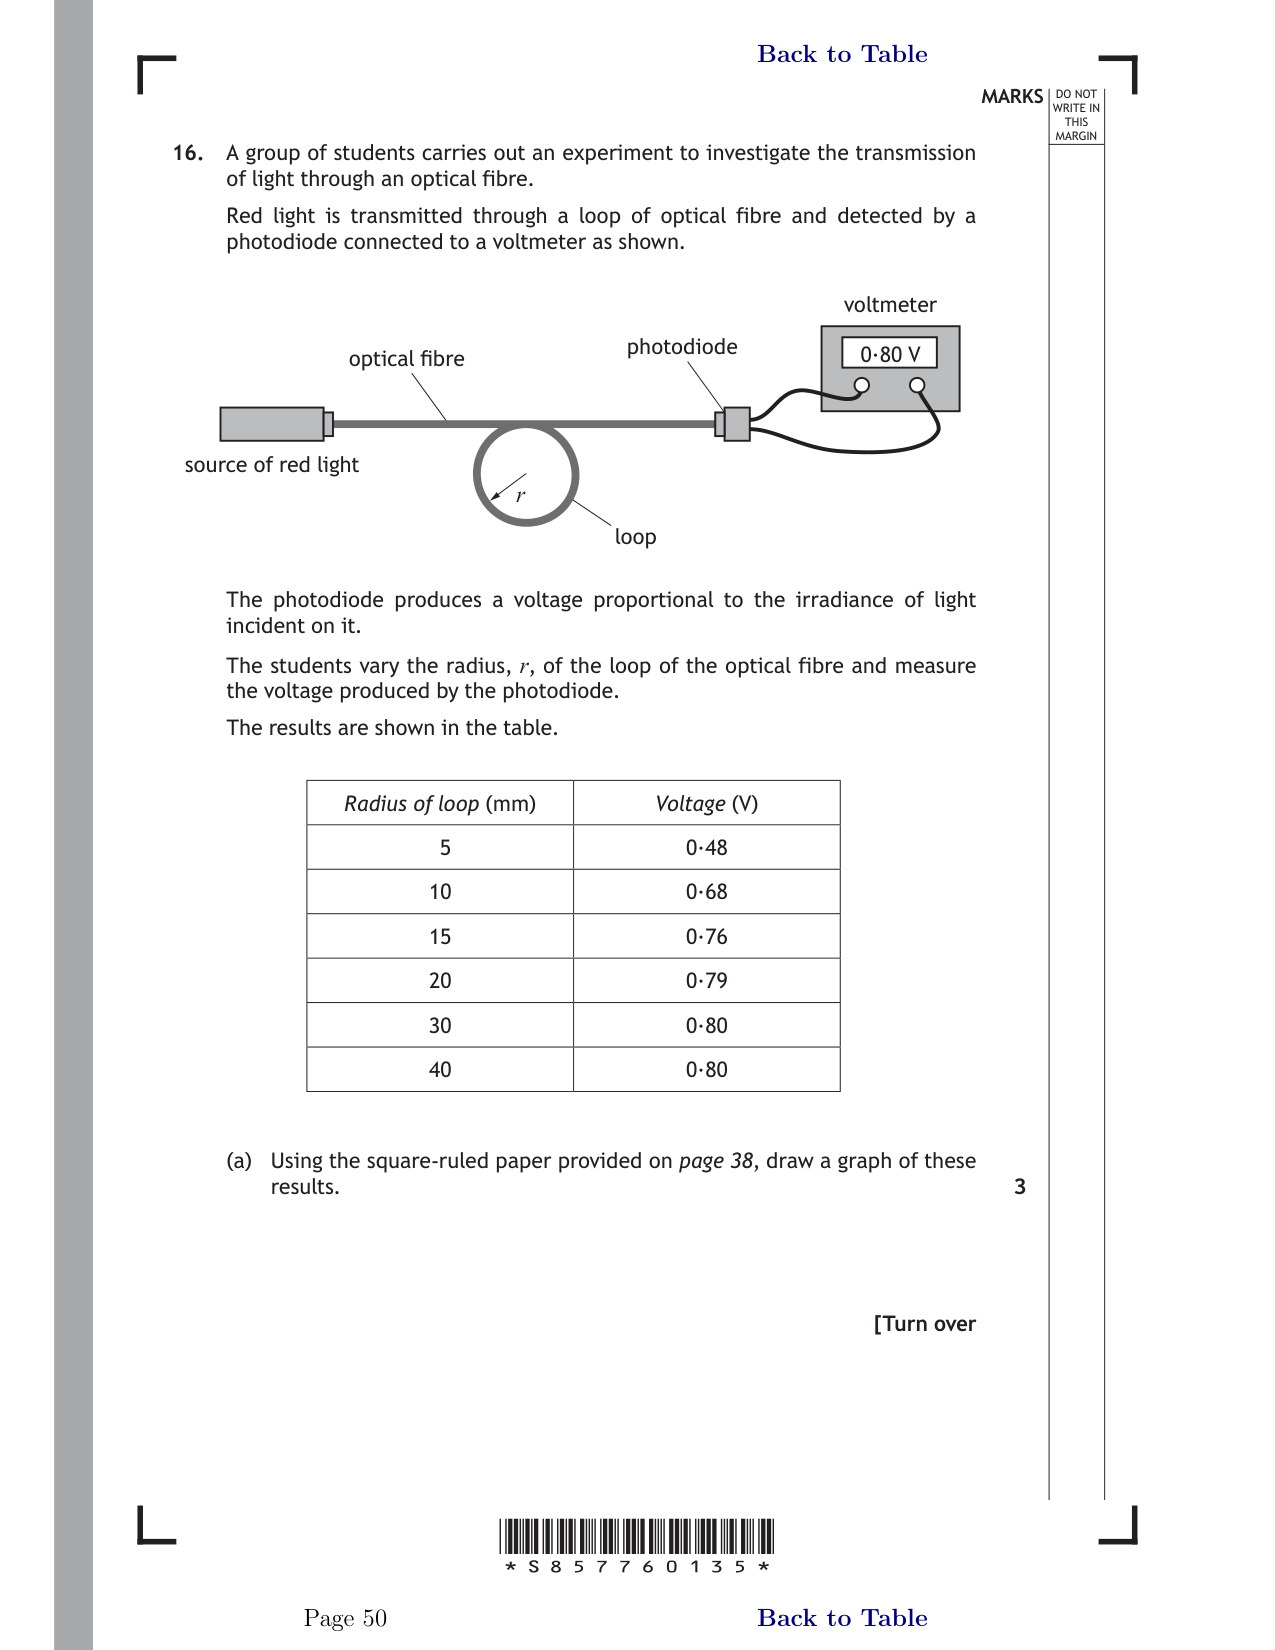 Back to Table
MARKS
DO NOT
WRITE IN
THIS
MARGIN
16. A group of students carries out an experiment to investigate the transmission
of light through an optical fibre.
Red light is transmitted through a loop of optical fibre and detected by a
photodiode connected to a voltmeter as shown.
voltmeter
photodiode
optical fibre
0·80 V
source of red light
r
loop
The photodiode produces a voltage proportional to the irradiance of light
incident on it.
The students vary the radius, r, of the loop of the optical fibre and measure
the voltage produced by the photodiode.
The results are shown in the table.
Radius of loop (mm) Voltage (V)
5 0·48
10 0·68
15 0·76
20 0·79
30 0·80
40 0·80
(a) Using the square-ruled paper provided on page 38, draw a graph of these
results. 3
[Turn over
*S857760135*
Page 50
Back to Table